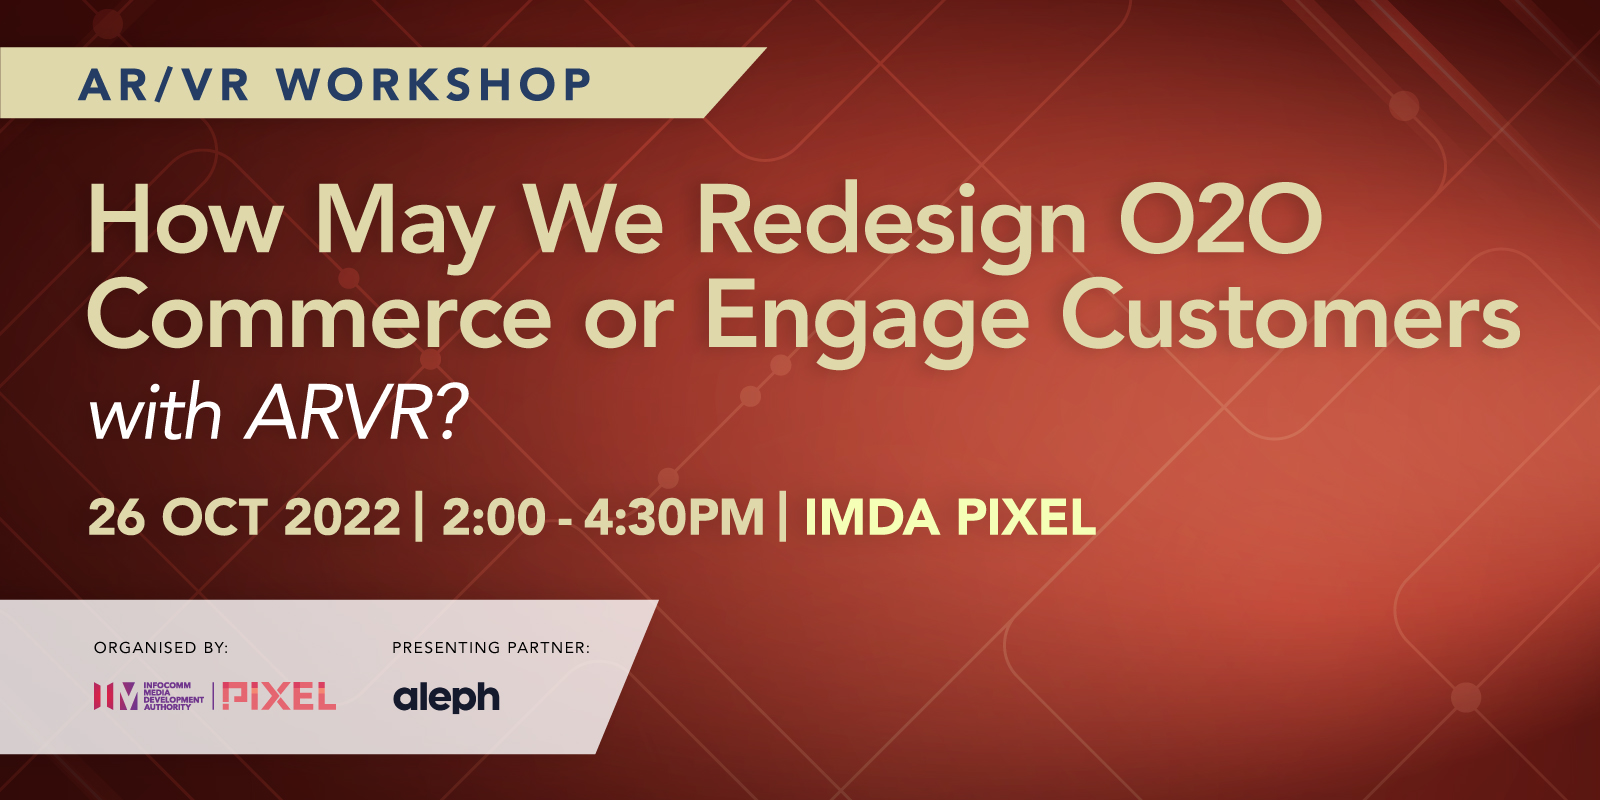 AR/VR WORKSHOP
How May We Redesign O2O
Commerce or Engage Customers
with ARVR?
26 OCT 2022 | 2:00 - 4:30PM | IMDA PIXEL
ORGANISED BY:
PRESENTING PARTNER:
IM
INFOCOMM
MEDIA
DEVELOPMENT
AUTHORITY
PIXEL
aleph